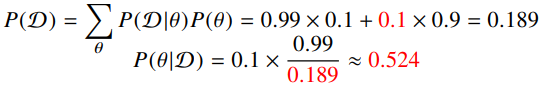 P(𝒟) = ∑_θ P(𝒟|θ)P(θ) = 0.99 × 0.1 + 0.1 × 0.9 = 0.189
P(θ|𝒟) = 0.1 × 0.99/0.189 ≈ 0.524